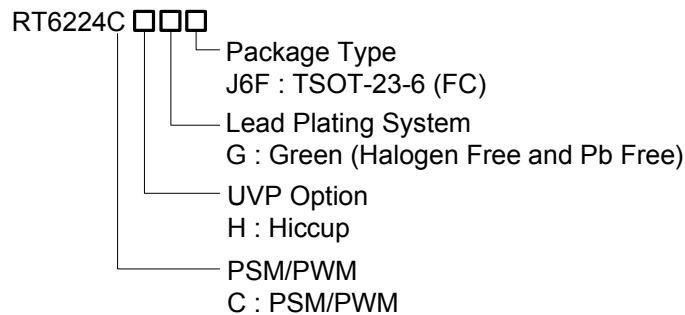 RT6224C □□□
Package Type
J6F : TSOT-23-6 (FC)
Lead Plating System
G : Green (Halogen Free and Pb Free)
UVP Option
H : Hiccup
PSM/PWM
C : PSM/PWM